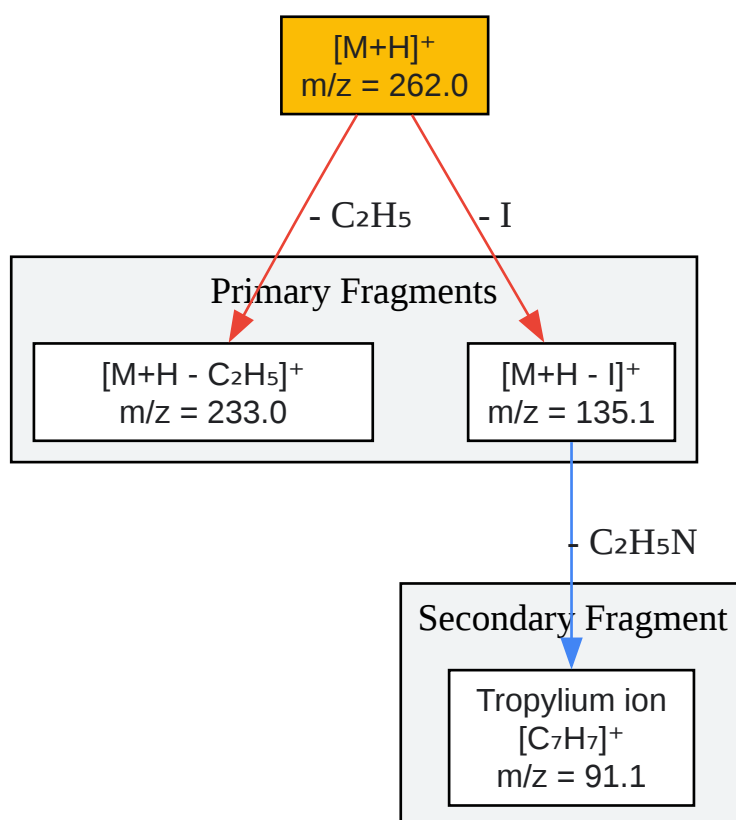 [M+H]⁺
m/z = 262.0
- C₂H₅
- I
Primary Fragments
[M+H - C₂H₅]⁺
m/z = 233.0
[M+H - I]⁺
m/z = 135.1
- C₂H₅N
Secondary Fragment
Tropylium ion
[C₇H₇]⁺
m/z = 91.1